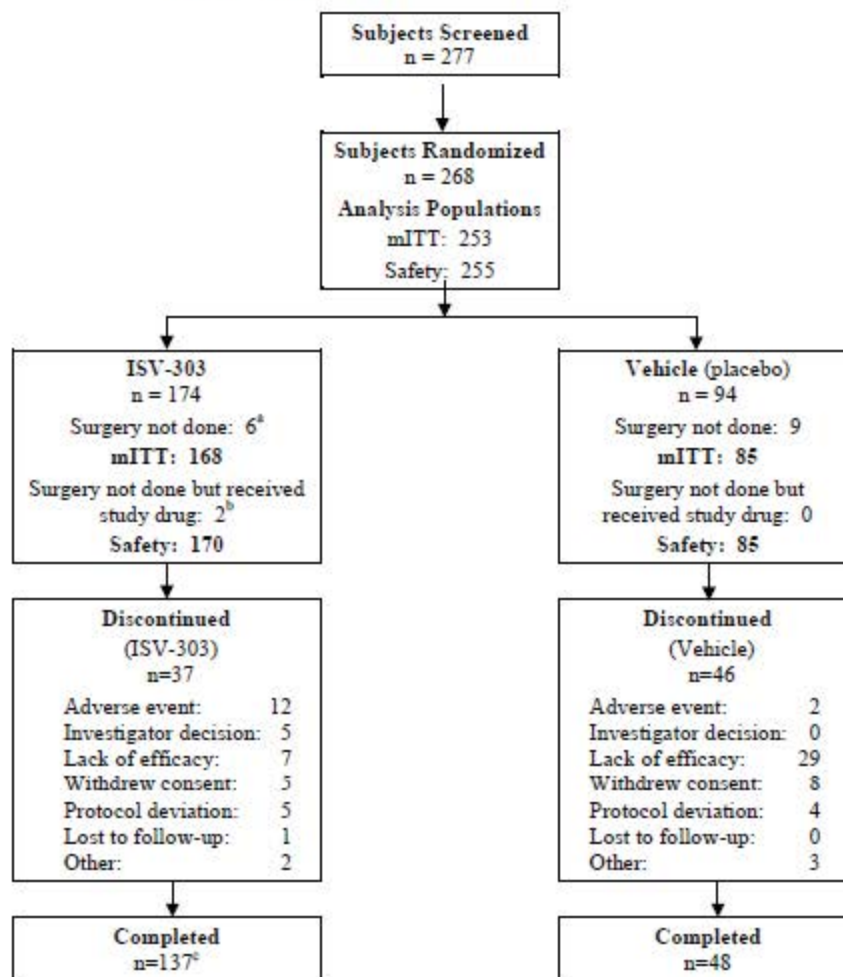 Subjects Screened
n = 277
Subjects Randomized
n = 268
Analysis Populations
mITT: 253
Safety: 255
ISV-303
n = 174
Surgery not done: 6ᵃ
mITT: 168
Surgery not done but received
study drug: 2ᵇ
Safety: 170
Vehicle (placebo)
n = 94
Surgery not done: 9
mITT: 85
Surgery not done but
received study drug: 0
Safety: 85
Discontinued
(ISV-303)
n=37
Adverse event: 12
Investigator decision: 5
Lack of efficacy: 7
Withdrew consent: 5
Protocol deviation: 5
Lost to follow-up: 1
Other: 2
Discontinued
(Vehicle)
n=46
Adverse event: 2
Investigator decision: 0
Lack of efficacy: 29
Withdrew consent: 8
Protocol deviation: 4
Lost to follow-up: 0
Other: 3
Completed
n=137ᶜ
Completed
n=48